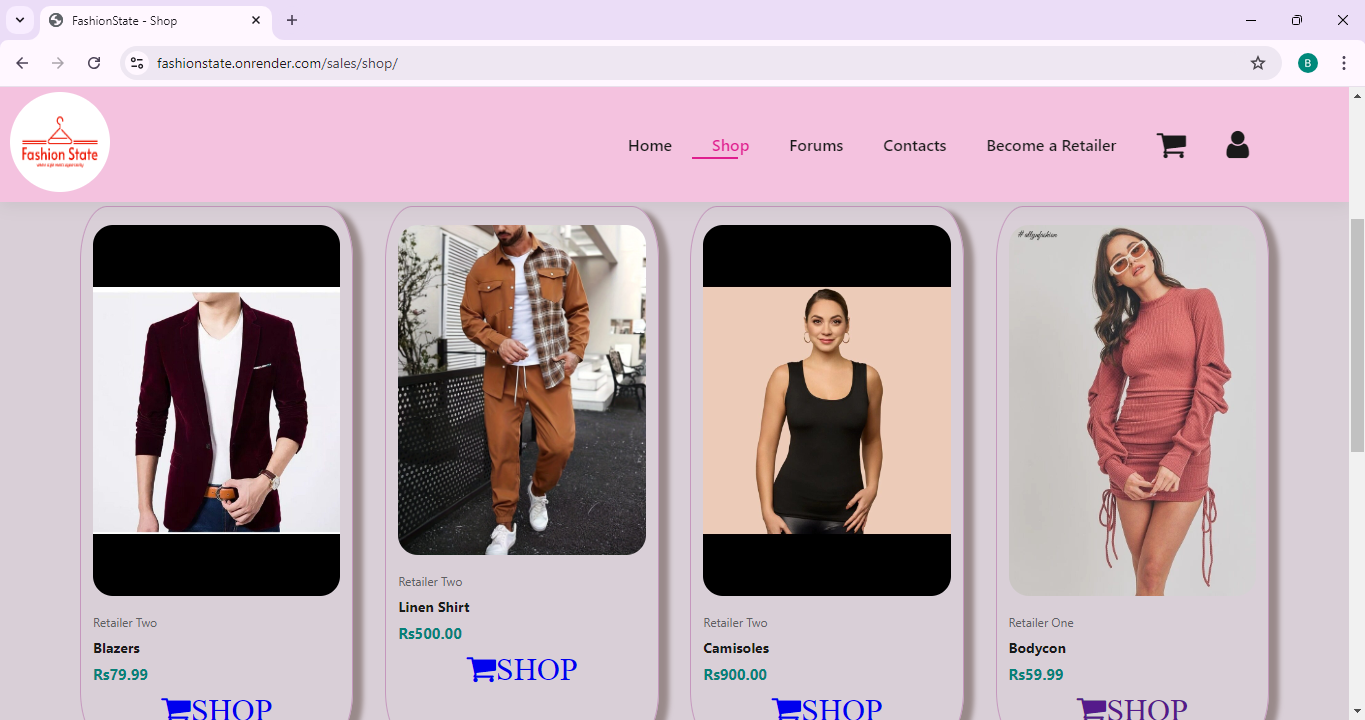 FashionState - Shop
fashionstate.onrender.com/sales/shop/
B
Fashion State
Home
Shop
Forums
Contacts
Become a Retailer
Retailer Two
Blazers
Rs79.99
SHOP
Retailer Two
Linen Shirt
Rs500.00
SHOP
Retailer Two
Camisoles
Rs900.00
SHOP
Retailer One
Bodycon
Rs59.99
SHOP